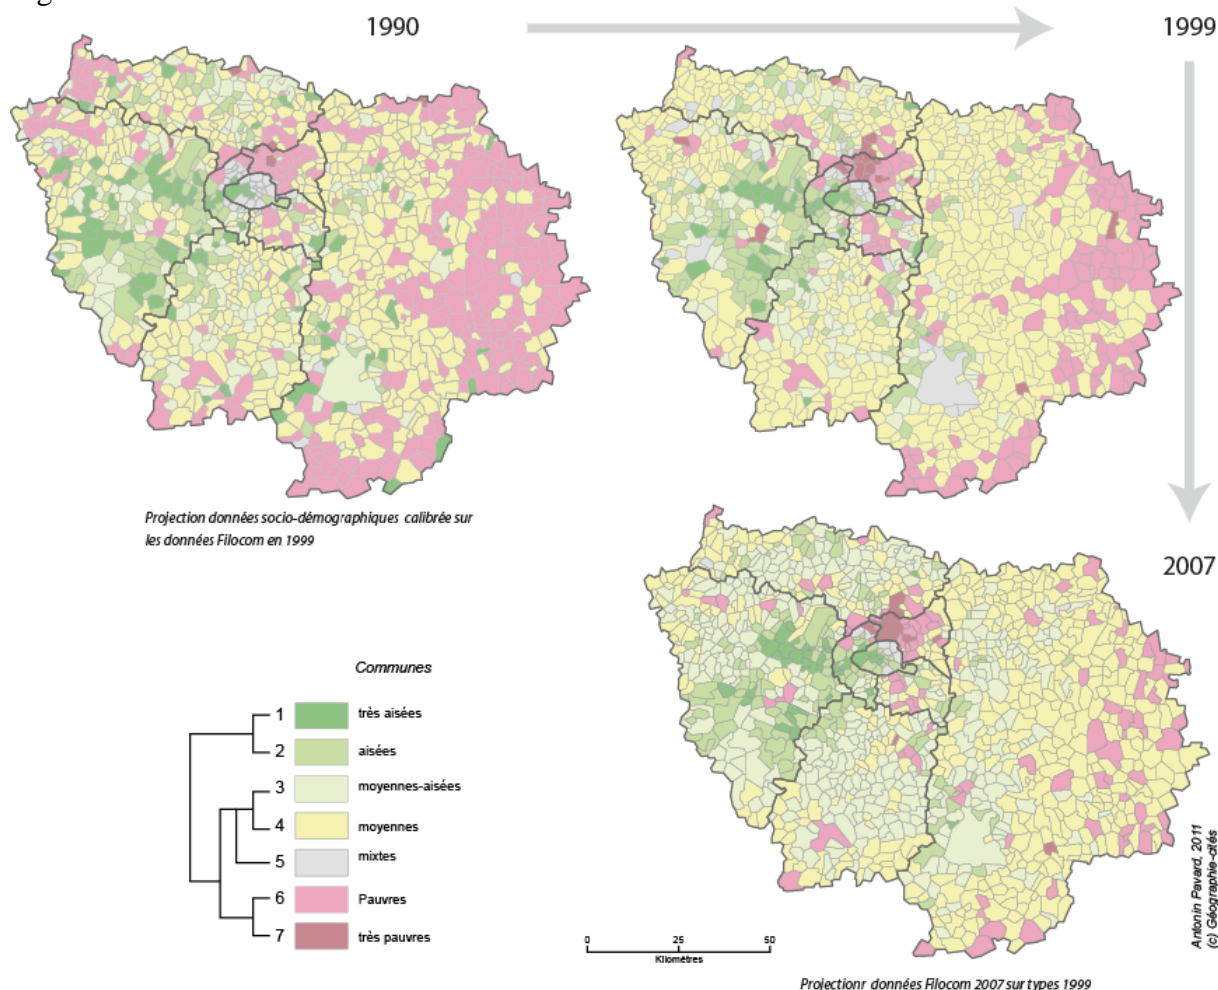 1990
1999
Projection données socio-démographiques calibrée sur
les données Filocom en 1999
2007
Communes
1 très aisées
2 aisées
3 moyennes-aisées
4 moyennes
5 mixtes
6 Pauvres
7 très pauvres
0 25 50
Kilomètres
Antonin Pavard, 2011
(c) Géographie-cités
Projectionr données Filocom 2007 sur types 1999